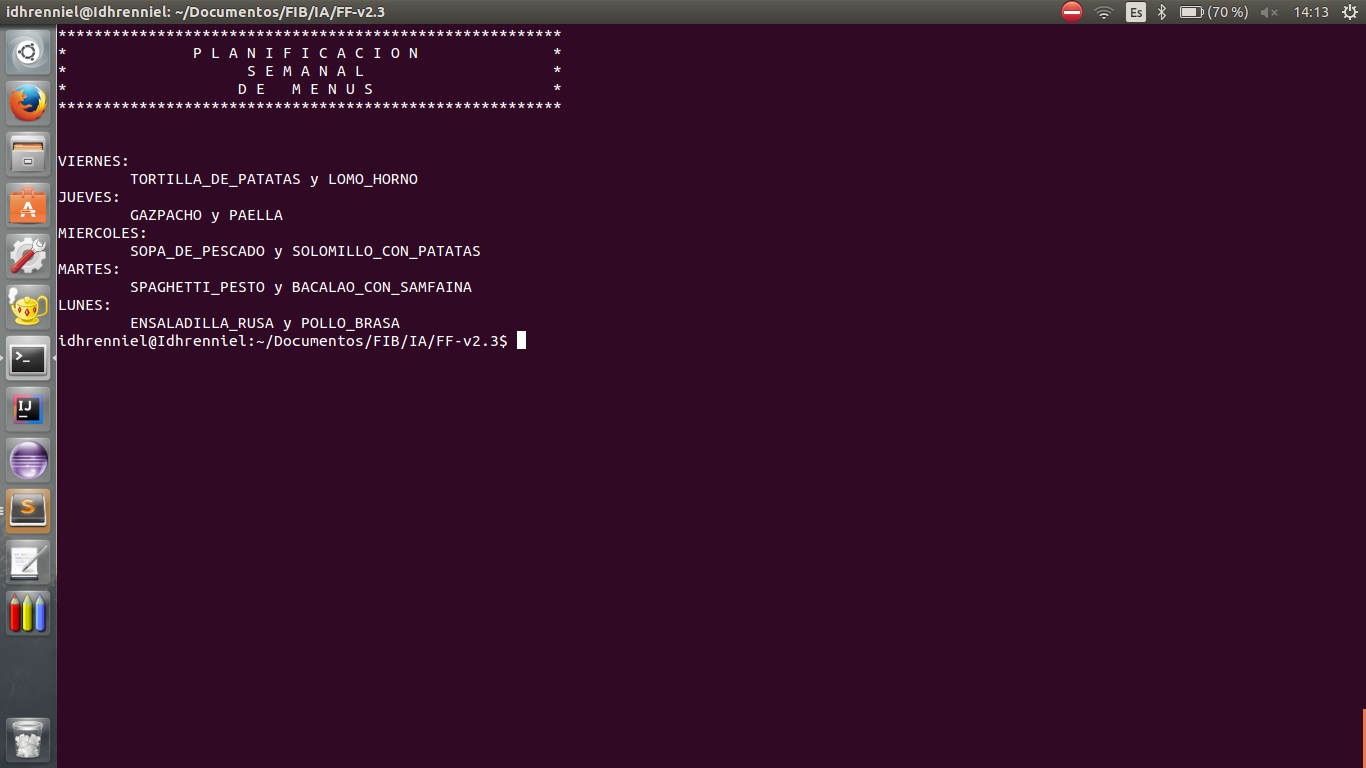 idhrenniel@Idhrenniel: ~/Documentos/FIB/IA/FF-v2.3 Es (70 %) 14:13
********************************************************
* P L A N I F I C A C I O N *
* S E M A N A L *
* D E M E N U S *
********************************************************
VIERNES:
TORTILLA_DE_PATATAS y LOMO_HORNO
JUEVES:
GAZPACHO y PAELLA
MIERCOLES:
SOPA_DE_PESCADO y SOLOMILLO_CON_PATATAS
MARTES:
SPAGHETTI_PESTO y BACALAO_CON_SAMFAINA
LUNES:
ENSALADILLA_RUSA y POLLO_BRASA
idhrenniel@Idhrenniel:~/Documentos/FIB/IA/FF-v2.3$
A
>_
IJ
S